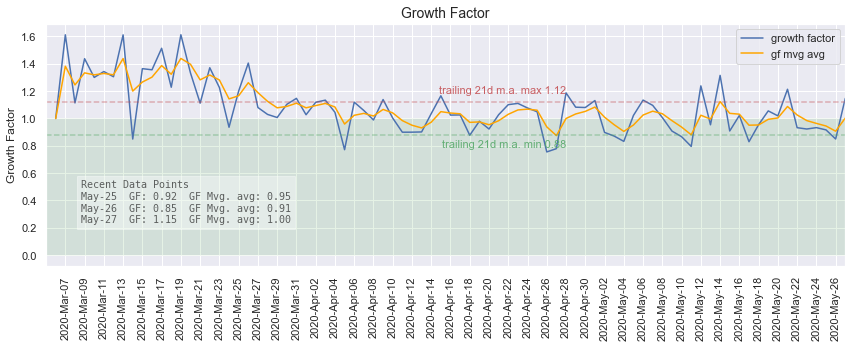 Growth Factor
growth factor
gf mvg avg
Growth Factor
1.6
1.4
1.2
1.0
0.8
0.6
0.4
0.2
0.0
trailing 21d m.a. max 1.12
trailing 21d m.a. min 0.88
Recent Data Points
May-25  GF: 0.92  GF Mvg. avg: 0.95
May-26  GF: 0.85  GF Mvg. avg: 0.91
May-27  GF: 1.15  GF Mvg. avg: 1.00
2020-Mar-07
2020-Mar-09
2020-Mar-11
2020-Mar-13
2020-Mar-15
2020-Mar-17
2020-Mar-19
2020-Mar-21
2020-Mar-23
2020-Mar-25
2020-Mar-27
2020-Mar-29
2020-Mar-31
2020-Apr-02
2020-Apr-04
2020-Apr-06
2020-Apr-08
2020-Apr-10
2020-Apr-12
2020-Apr-14
2020-Apr-16
2020-Apr-18
2020-Apr-20
2020-Apr-22
2020-Apr-24
2020-Apr-26
2020-Apr-28
2020-Apr-30
2020-May-02
2020-May-04
2020-May-06
2020-May-08
2020-May-10
2020-May-12
2020-May-14
2020-May-16
2020-May-18
2020-May-20
2020-May-22
2020-May-24
2020-May-26